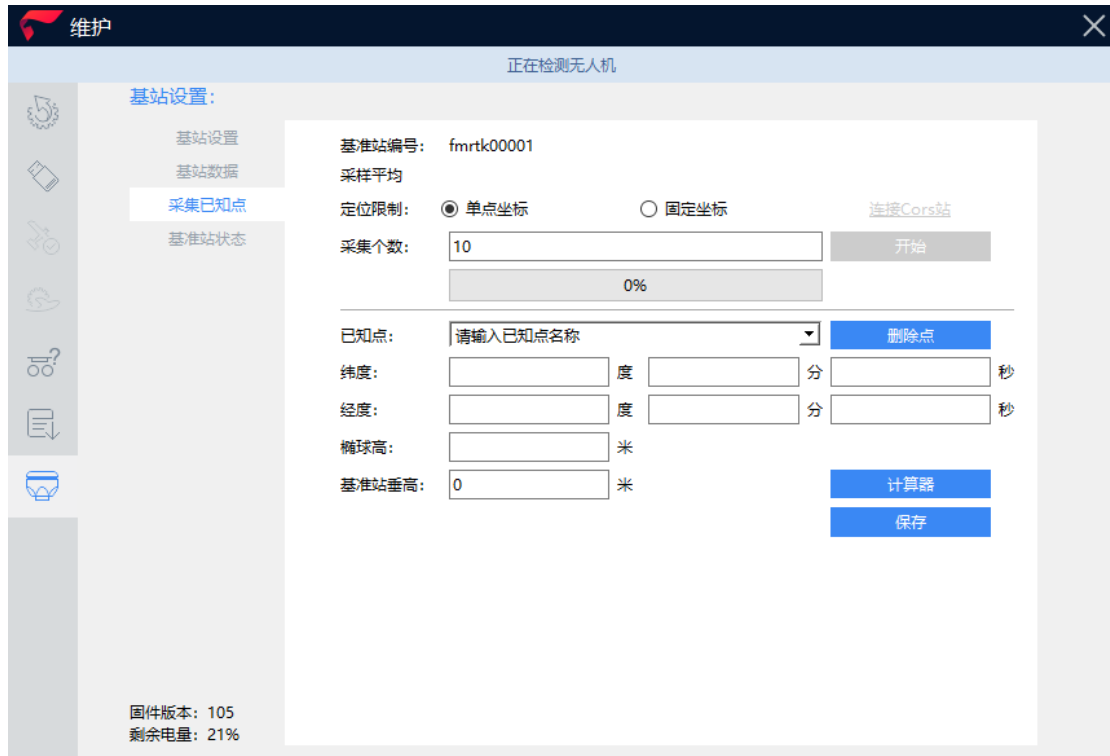 维护
正在检测无人机
基站设置:
基站设置
基站数据
采集已知点
基准站状态
基准站编号: fmrtk00001
采样平均
定位限制: 单点坐标 固定坐标 连接Cors站
采集个数: 10 开始
0%
已知点: 请输入已知点名称 删除点
纬度: 度 分 秒
经度: 度 分 秒
椭球高: 米
基准站垂高: 0 米 计算器
保存
固件版本: 105
剩余电量: 21%